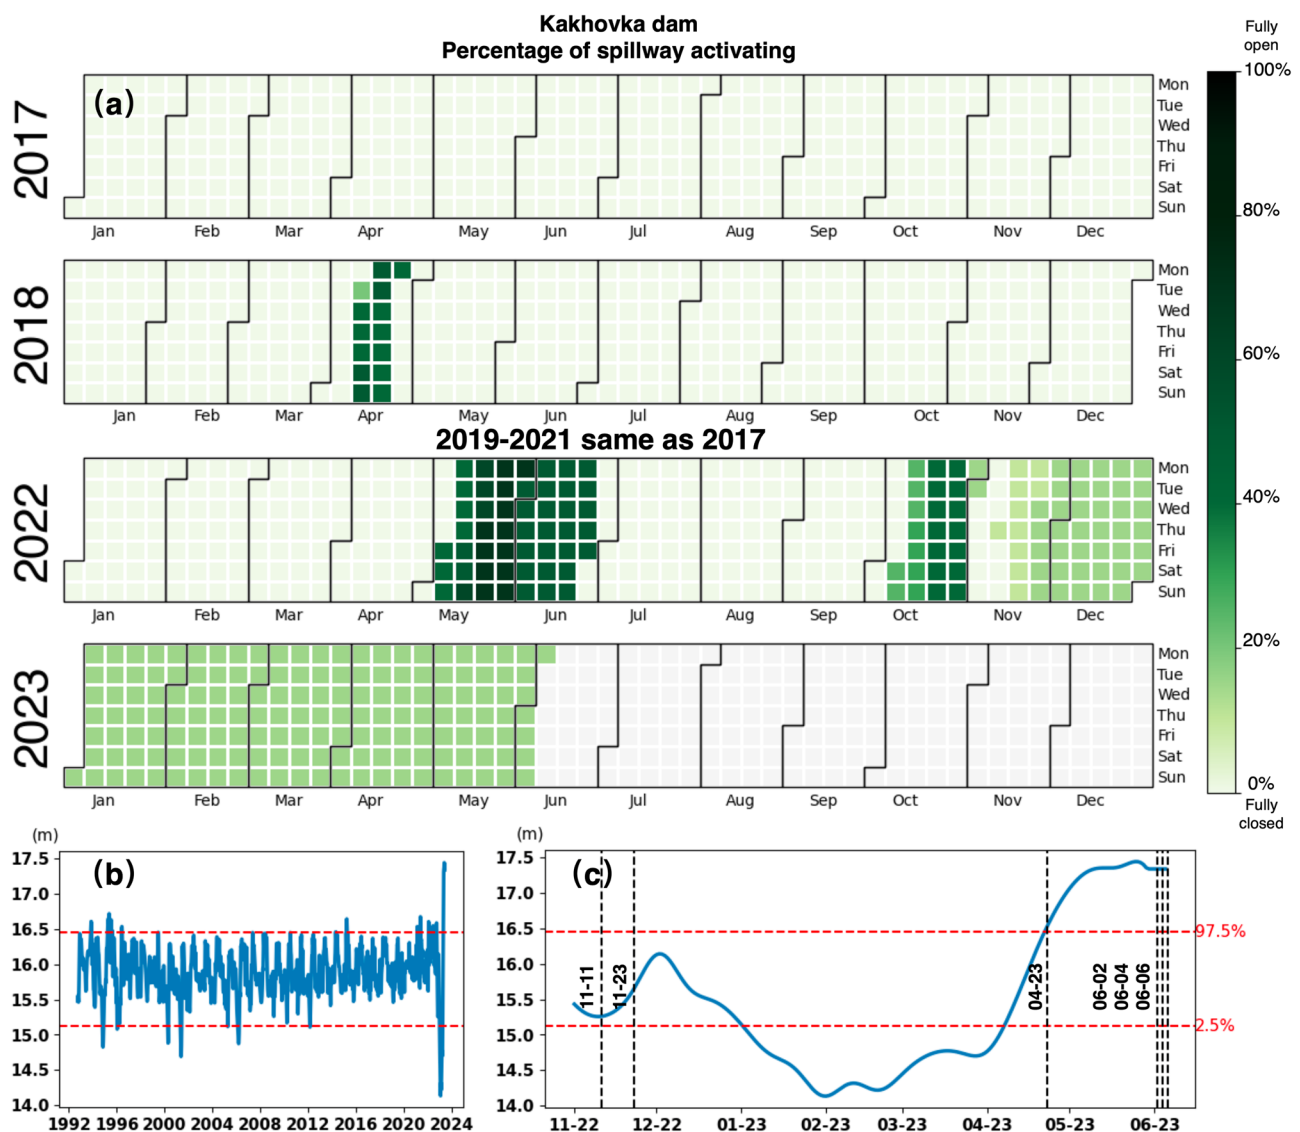 Kakhovka dam
Percentage of spillway activating
Fully
open
100%
80%
60%
40%
20%
0%
Fully
closed
(a)
2017
Mon
Tue
Wed
Thu
Fri
Sat
Sun
Jan Feb Mar Apr May Jun Jul Aug Sep Oct Nov Dec
2018
Mon
Tue
Wed
Thu
Fri
Sat
Sun
Jan Feb Mar Apr May Jun Jul Aug Sep Oct Nov Dec
2019-2021 same as 2017
2022
Mon
Tue
Wed
Thu
Fri
Sat
Sun
Jan Feb Mar Apr May Jun Jul Aug Sep Oct Nov Dec
2023
Mon
Tue
Wed
Thu
Fri
Sat
Sun
Jan Feb Mar Apr May Jun Jul Aug Sep Oct Nov Dec
(m)
(b)
17.5
17.0
16.5
16.0
15.5
15.0
14.5
14.0
1992 1996 2000 2004 2008 2012 2016 2020 2024
(m)
(c)
17.5
17.0
16.5
16.0
15.5
15.0
14.5
14.0
11-11
11-23
04-23
06-02
06-04
06-06
97.5%
2.5%
11-22 12-22 01-23 02-23 03-23 04-23 05-23 06-23